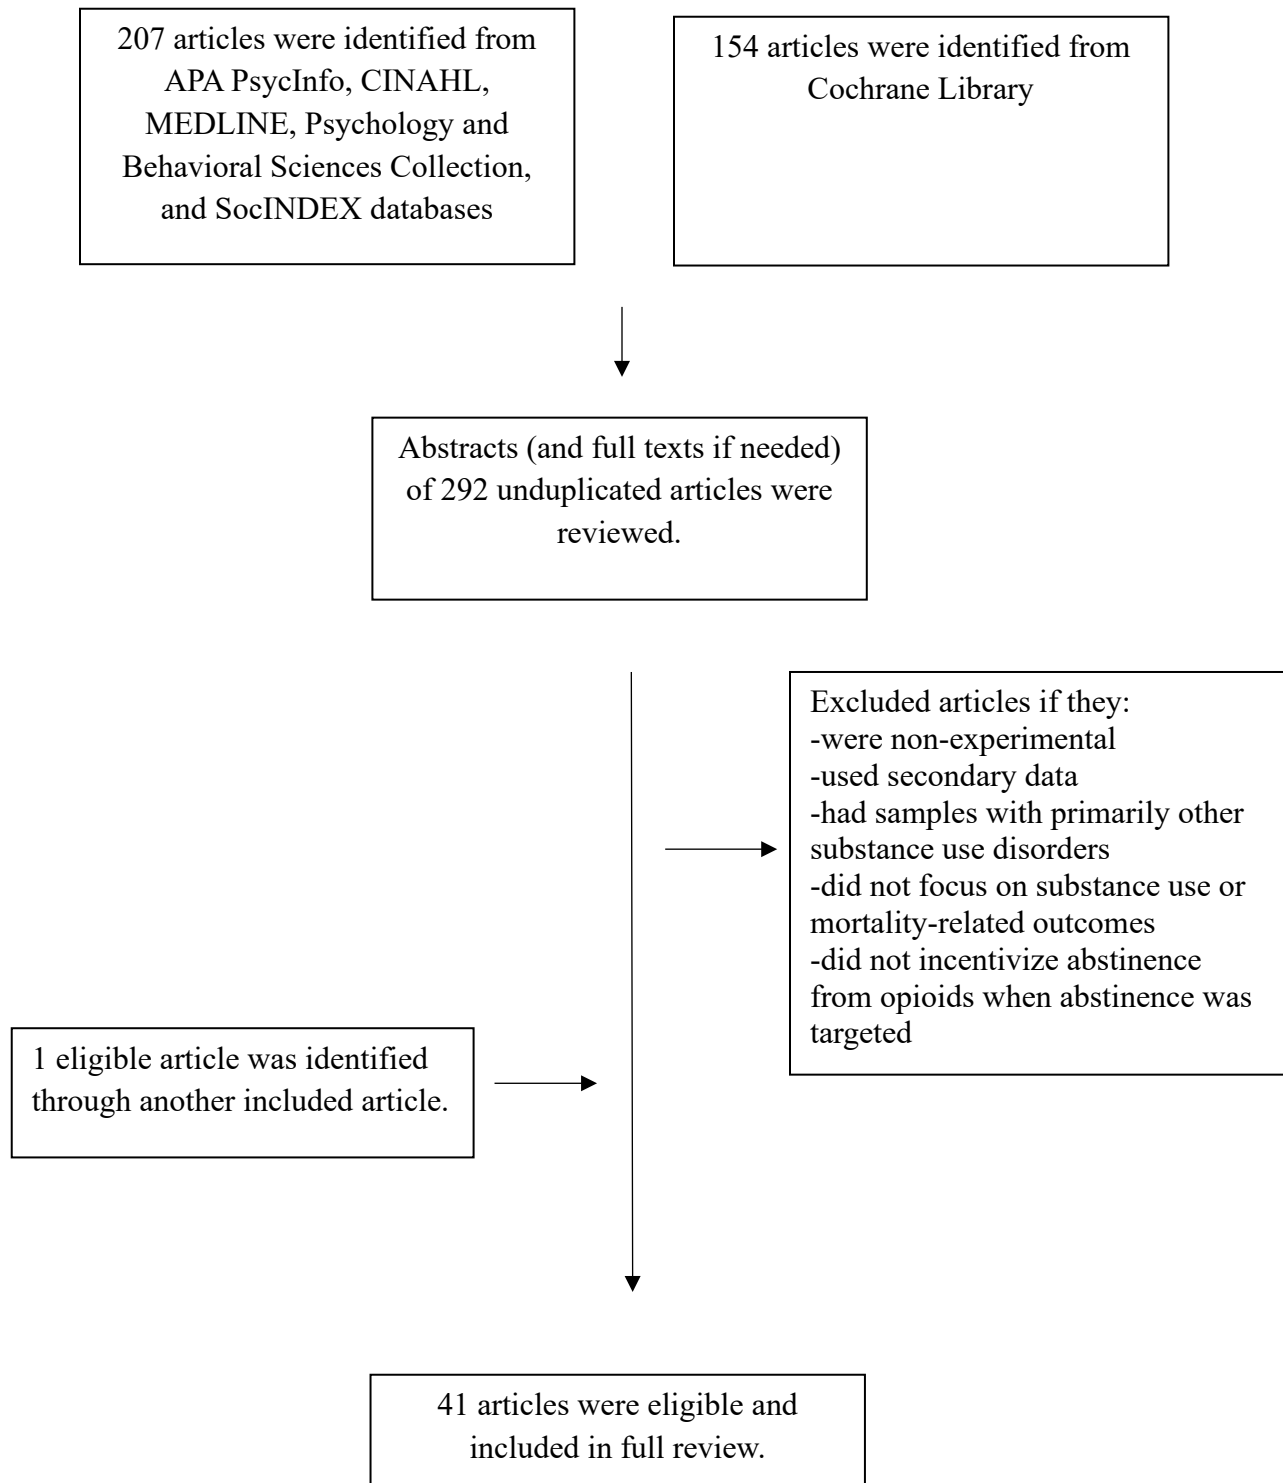 207 articles were identified from
APA PsycInfo, CINAHL,
MEDLINE, Psychology and
Behavioral Sciences Collection,
and SocINDEX databases
154 articles were identified from
Cochrane Library
Abstracts (and full texts if needed)
of 292 unduplicated articles were
reviewed.
Excluded articles if they:
-were non-experimental
-used secondary data
-had samples with primarily other
substance use disorders
-did not focus on substance use or
mortality-related outcomes
-did not incentivize abstinence
from opioids when abstinence was
targeted
1 eligible article was identified
through another included article.
41 articles were eligible and
included in full review.